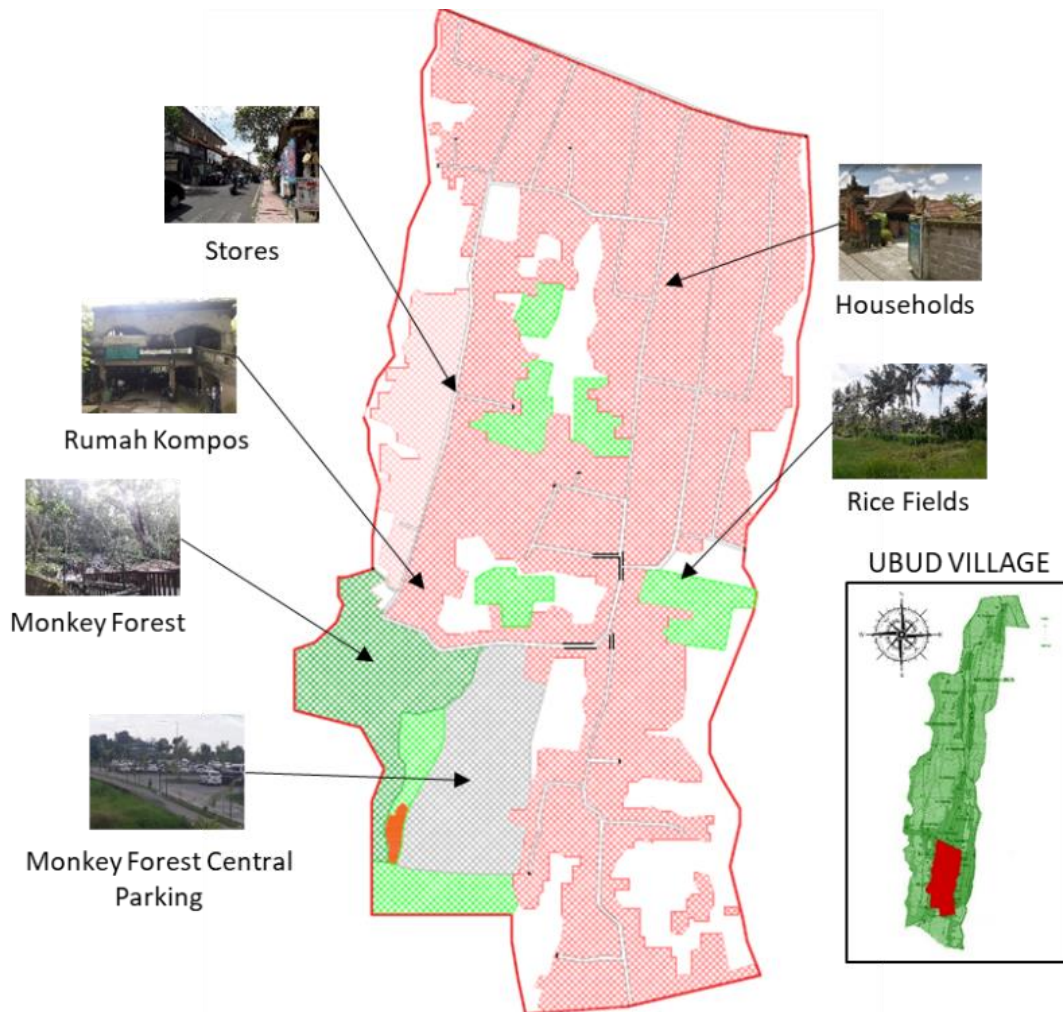 Stores
Households
Rumah Kompos
Rice Fields
Monkey Forest
UBUD VILLAGE
Monkey Forest Central
Parking